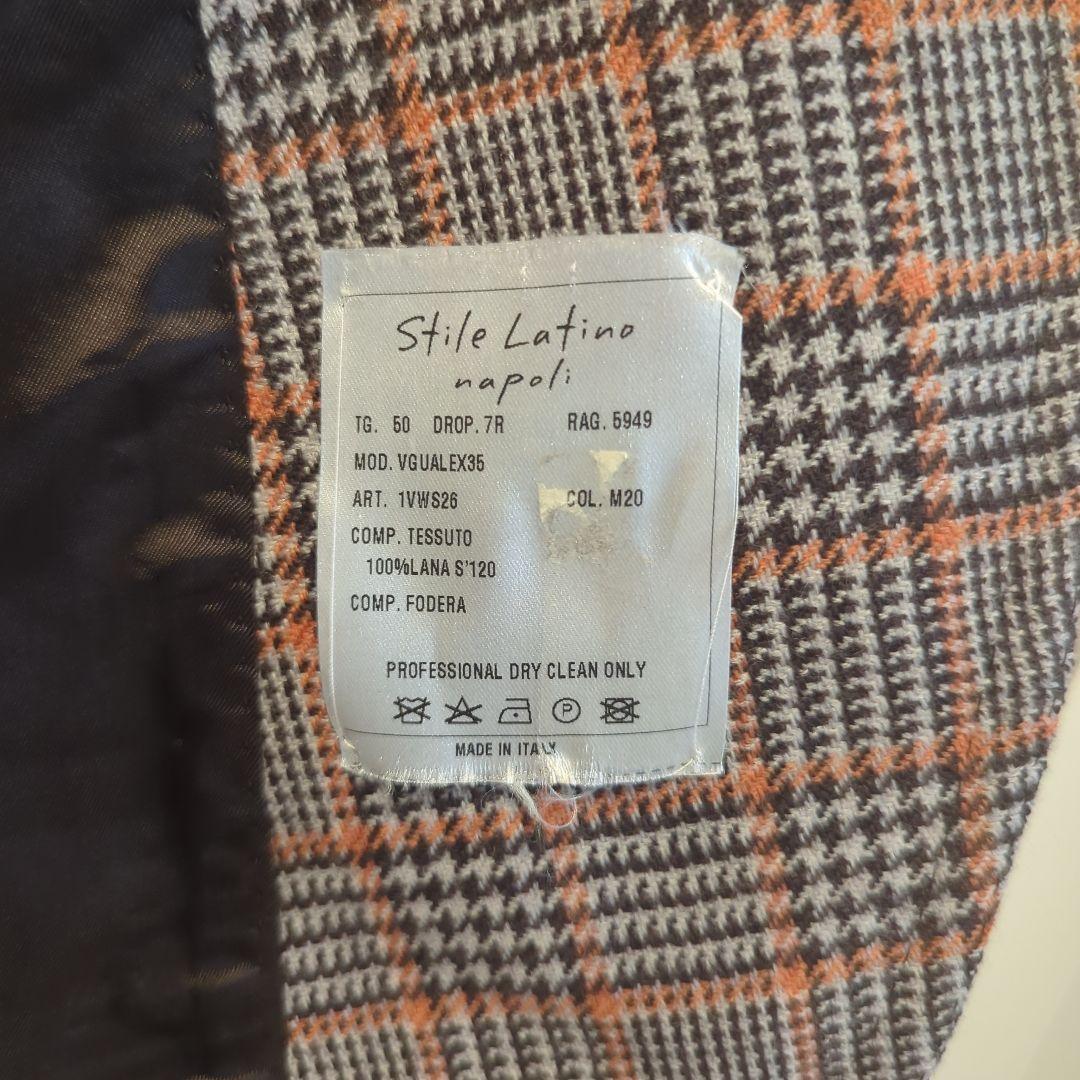 Stile Latino
napoli
TG. 50 DROP. 7R RAG. 5949
MOD. VGUALEX35
ART. 1VWS26 COL. M20
COMP. TESSUTO
100%LANA S'120
COMP. FODERA
PROFESSIONAL DRY CLEAN ONLY
P
MADE IN ITALY